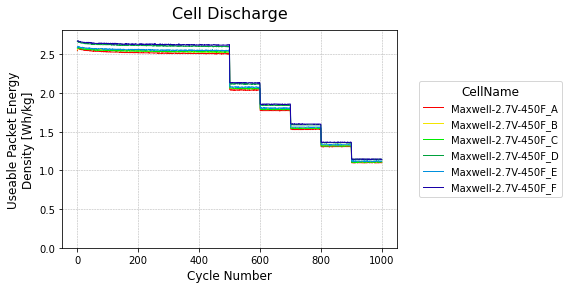 Cell Discharge
Useable Packet Energy
Density [Wh/kg]
2.5
2.0
1.5
1.0
0.5
0.0
0
200
400
600
800
1000
Cycle Number
CellName
Maxwell-2.7V-450F_A
Maxwell-2.7V-450F_B
Maxwell-2.7V-450F_C
Maxwell-2.7V-450F_D
Maxwell-2.7V-450F_E
Maxwell-2.7V-450F_F